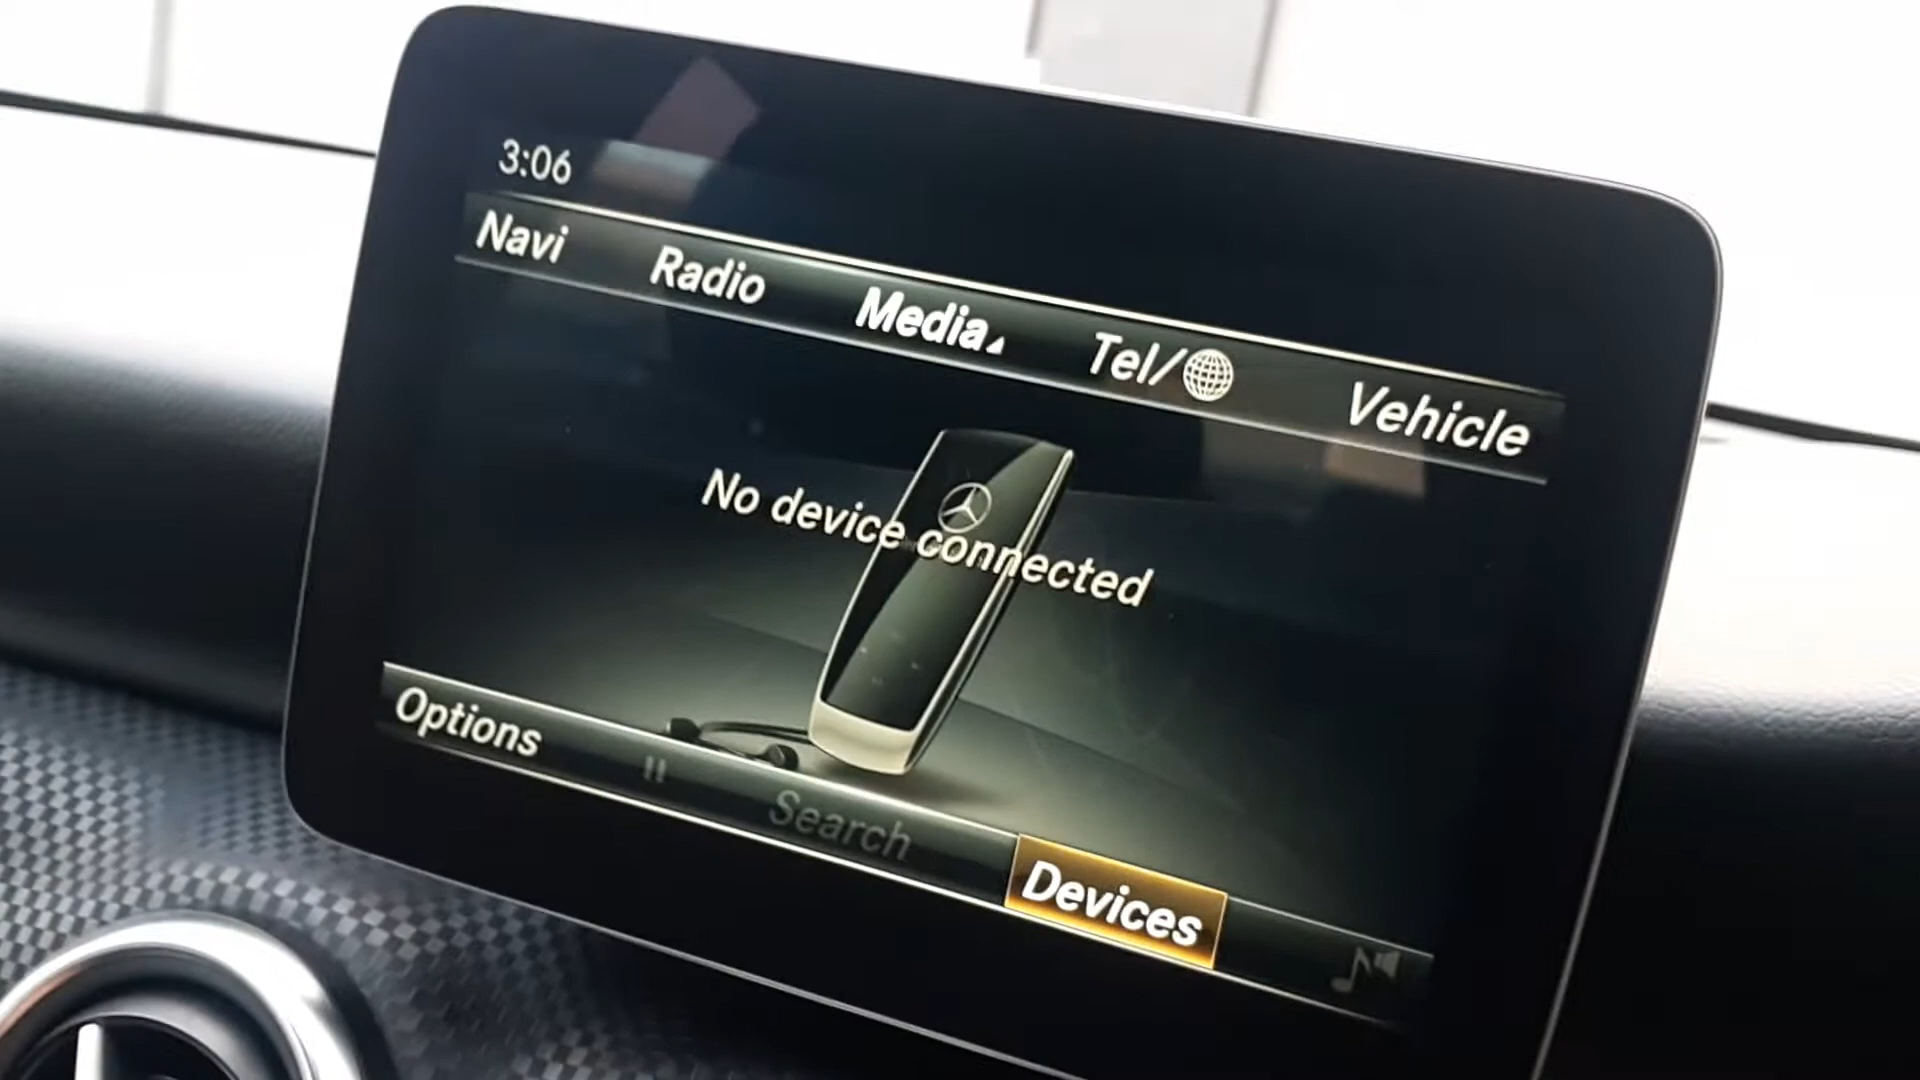 3:06
Navi Radio Media Tel/ Vehicle
No device connected
Options Search Devices